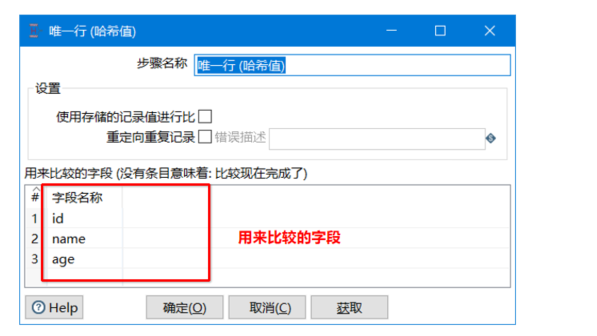 唯一行 (哈希值)
步骤名称 唯一行 (哈希值)
设置
使用存储的记录值进行比
重定向重复记录 错误描述
用来比较的字段 (没有条目意味着: 比较现在完成了)
# 字段名称
1 id
2 name 用来比较的字段
3 age
Help 确定(O) 取消(C) 获取